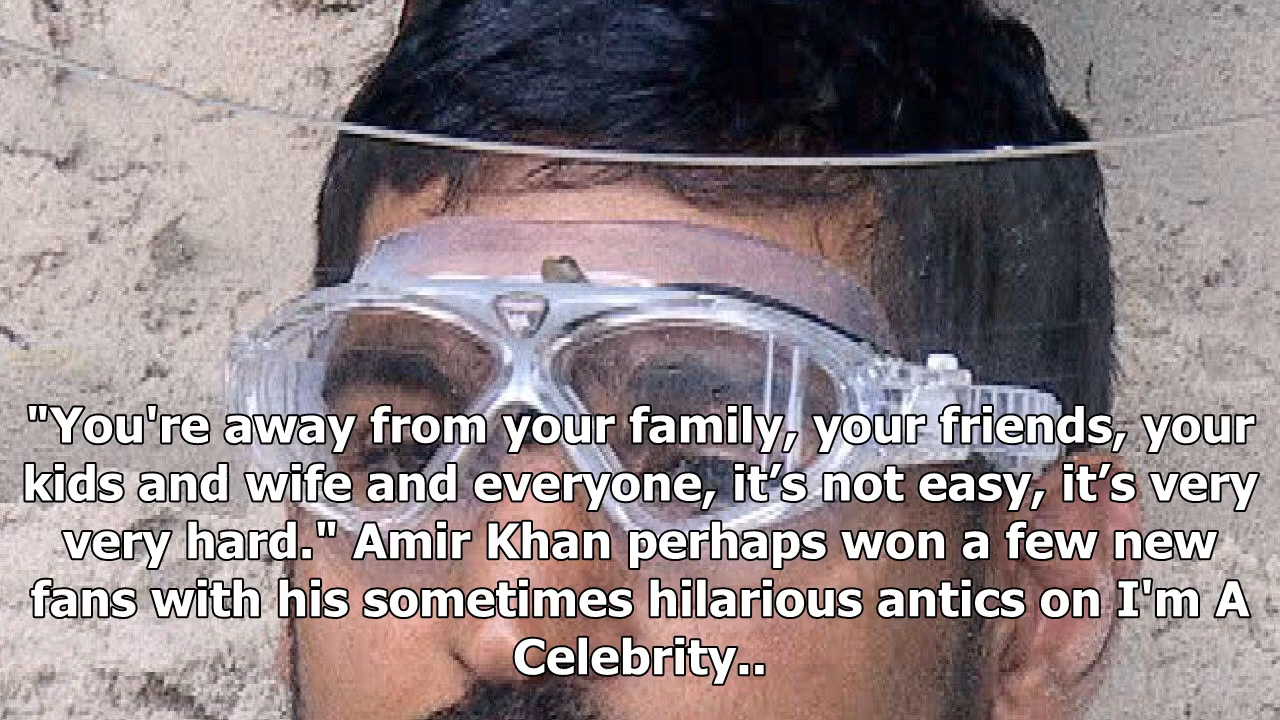 "You're away from your family, your friends, your
kids and wife and everyone, it’s not easy, it’s very
very hard." Amir Khan perhaps won a few new
fans with his sometimes hilarious antics on I'm A
Celebrity..